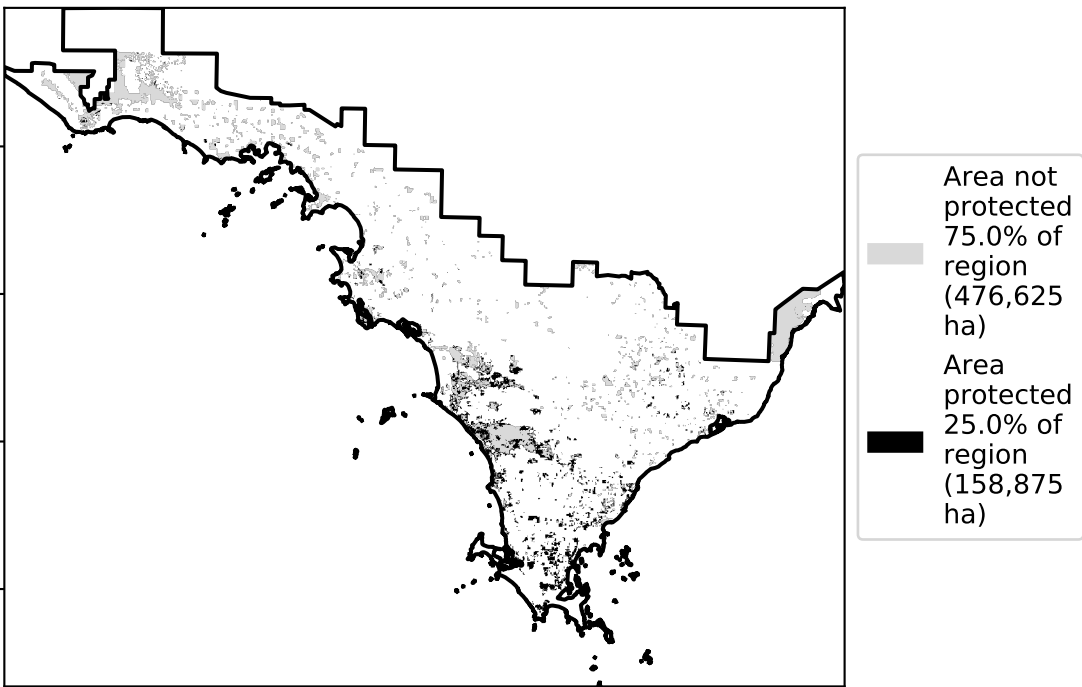 Area not
protected
75.0% of
region
(476,625
ha)
Area
protected
25.0% of
region
(158,875
ha)